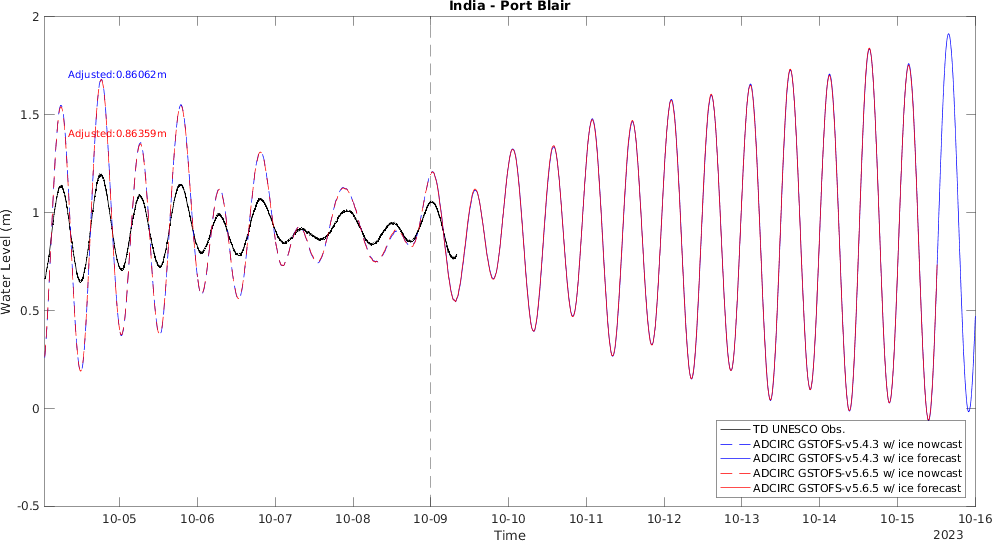 India - Port Blair
2
1.5
1
0.5
0
-0.5
Water Level (m)
Adjusted:0.86062m
Adjusted:0.86359m
TD UNESCO Obs.
ADCIRC GSTOFS-v5.4.3 w/ ice nowcast
ADCIRC GSTOFS-v5.4.3 w/ ice forecast
ADCIRC GSTOFS-v5.6.5 w/ ice nowcast
ADCIRC GSTOFS-v5.6.5 w/ ice forecast
10-05 10-06 10-07 10-08 10-09 10-10 10-11 10-12 10-13 10-14 10-15 10-16
Time
2023